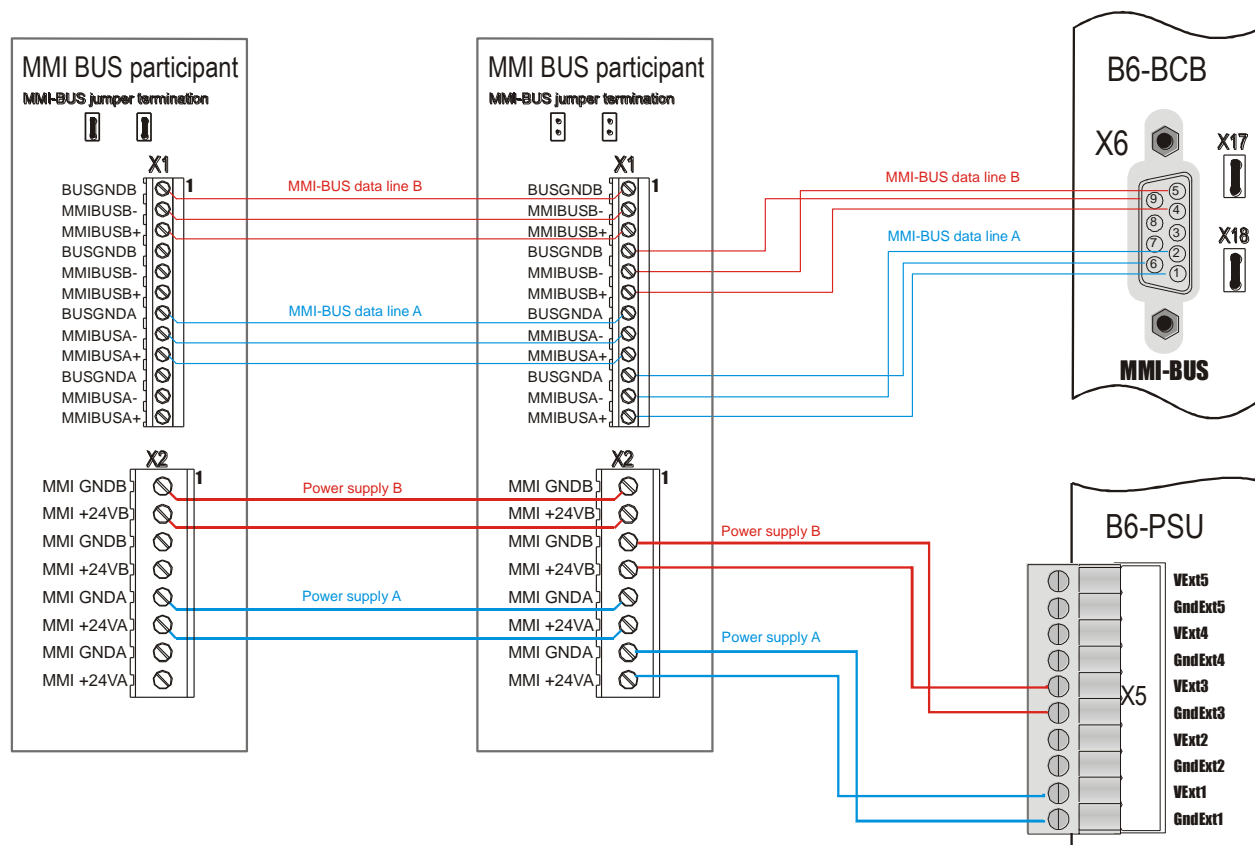 MMI BUS participant
MMI-BUS jumper termination
X1
1
BUSGNDB
MMIBUSB-
MMIBUSB+
BUSGNDB
MMIBUSB-
MMIBUSB+
BUSGNDA
MMIBUSA-
MMIBUSA+
BUSGNDA
MMIBUSA-
MMIBUSA+
X2
1
MMI GNDB
MMI +24VB
MMI GNDB
MMI +24VB
MMI GNDA
MMI +24VA
MMI GNDA
MMI +24VA
MMI-BUS data line B
MMI-BUS data line A
Power supply B
Power supply A
MMI BUS participant
MMI-BUS jumper termination
X1
1
BUSGNDB
MMIBUSB-
MMIBUSB+
BUSGNDB
MMIBUSB-
MMIBUSB+
BUSGNDA
MMIBUSA-
MMIBUSA+
BUSGNDA
MMIBUSA-
MMIBUSA+
X2
1
MMI GNDB
MMI +24VB
MMI GNDB
MMI +24VB
MMI GNDA
MMI +24VA
MMI GNDA
MMI +24VA
MMI-BUS data line B
MMI-BUS data line A
Power supply B
Power supply A
B6-BCB
X6
X17
X18
5
9
4
8
3
7
2
6
1
MMI-BUS
B6-PSU
X5
VExt5
GndExt5
VExt4
GndExt4
VExt3
GndExt3
VExt2
GndExt2
VExt1
GndExt1